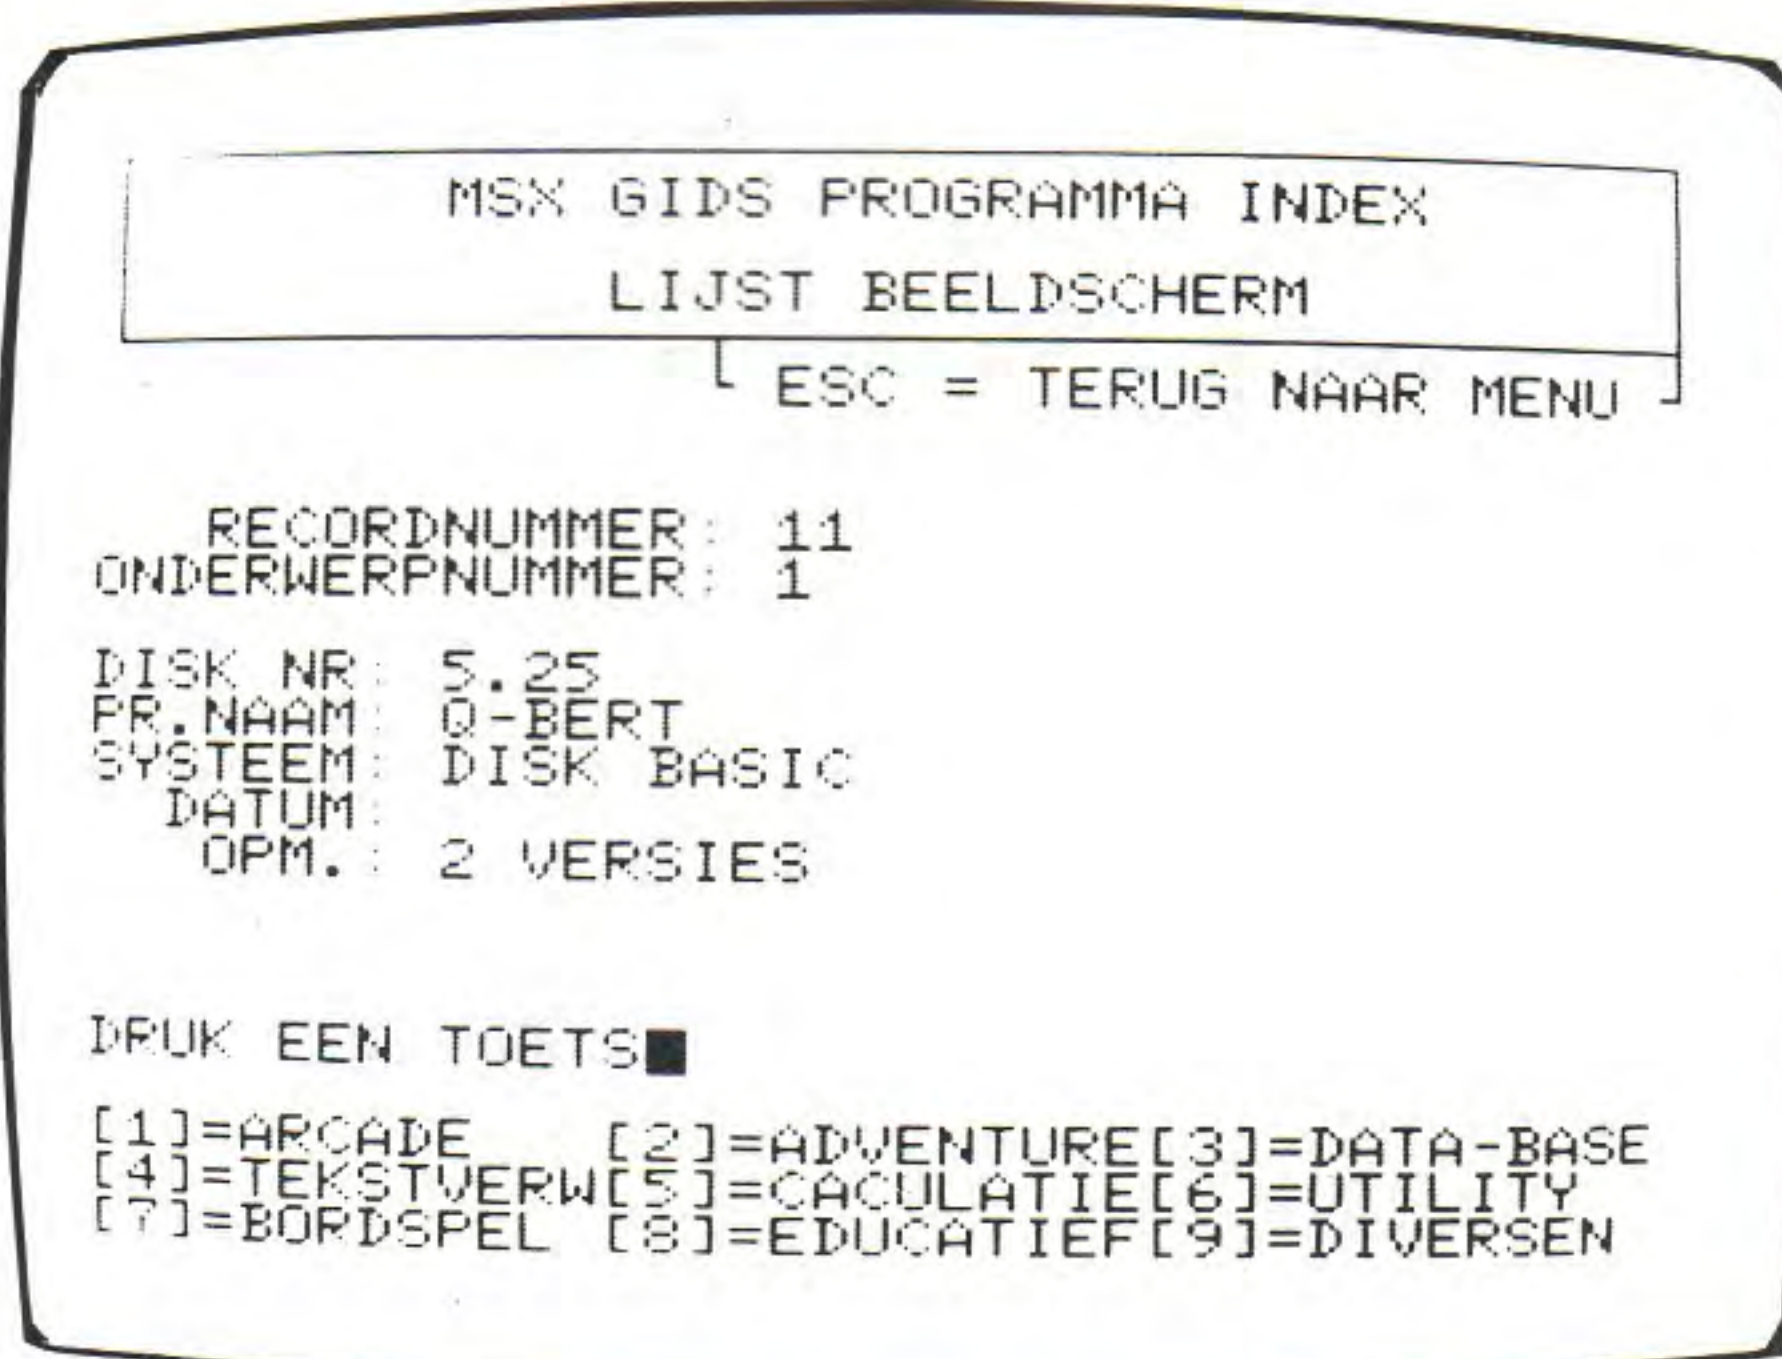 MSX GIDS PROGRAMMA INDEX
LIJST BEELDSCHERM
ESC = TERUG NAAR MENU
RECORDNUMMER: 11
ONDERWERPNUMMER: 1
DISK NR: 5.25
PR.NAAM: Q-BERT
SYSTEEM: DISK BASIC
DATUM:
OPM.: 2 VERSIES
DRUK EEN TOETS
[1]=ARCADE [2]=ADVENTURE[3]=DATA-BASE
[4]=TEKSTVERW[5]=CACULATIE[6]=UTILITY
[7]=BORDSPEL [8]=EDUCATIEF[9]=DIVERSEN